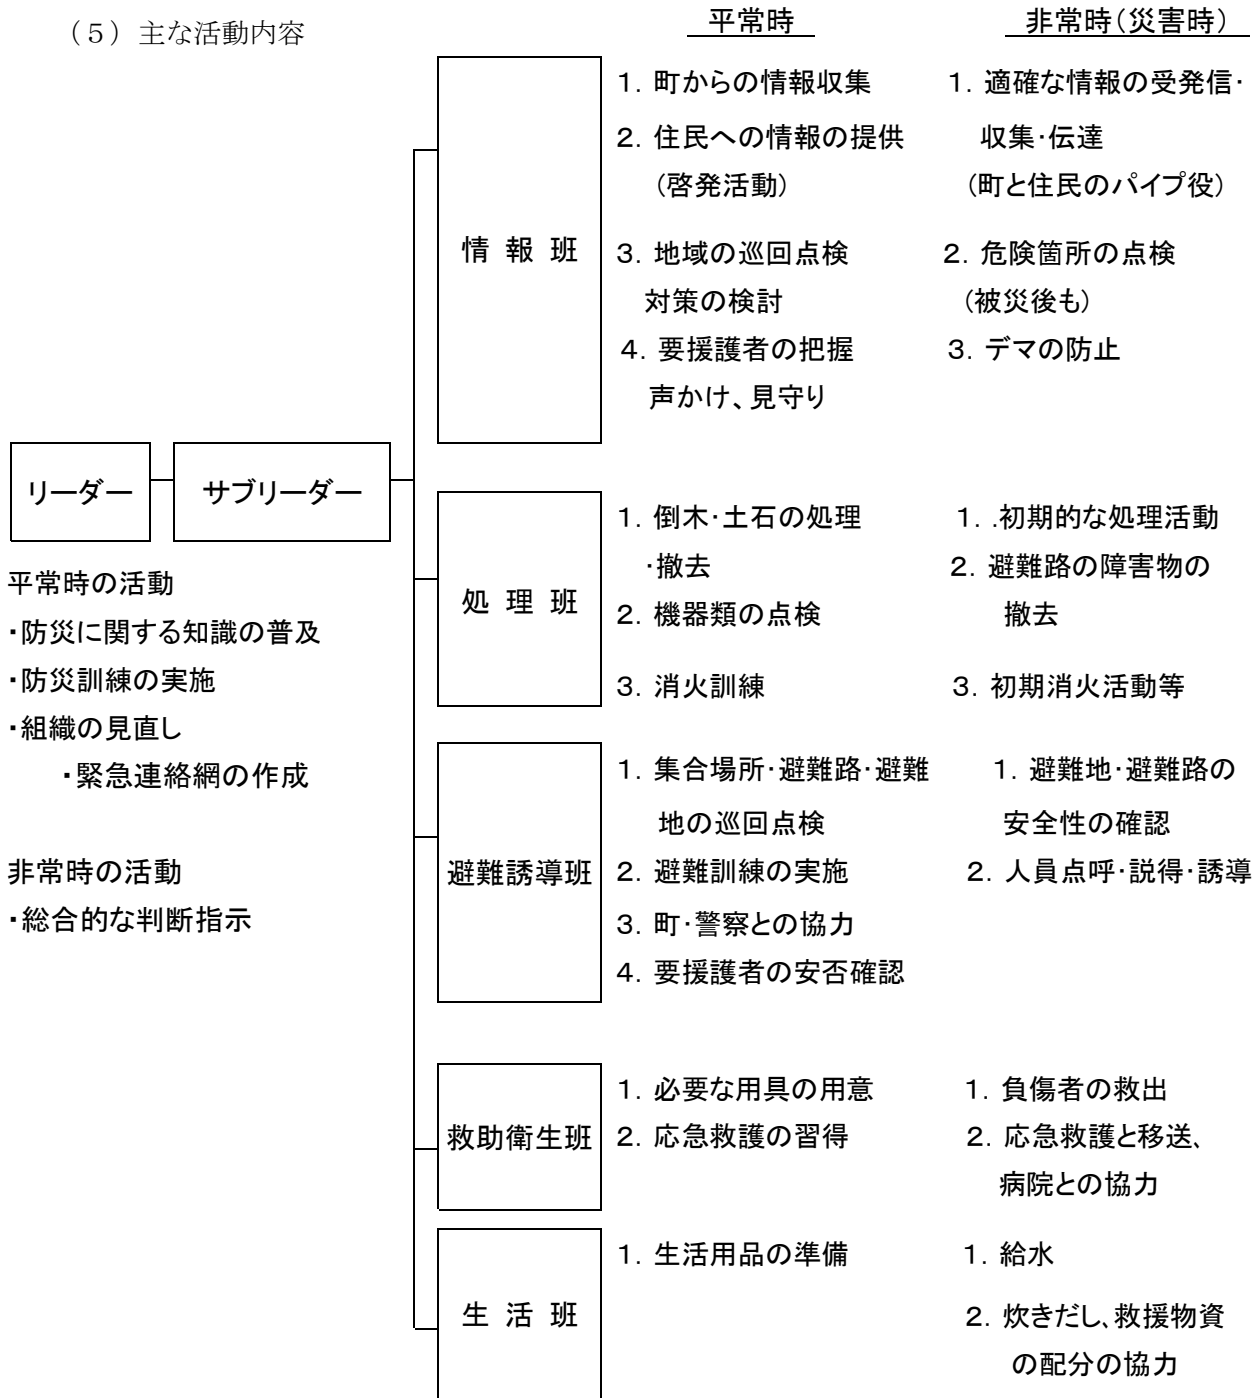 （５）主な活動内容
平常時
非常時（災害時）
情 報 班
１．町からの情報収集
２．住民への情報の提供
（啓発活動）
３．地域の巡回点検
対策の検討
４．要援護者の把握
声かけ、見守り
１．適確な情報の受発信・
収集・伝達
（町と住民のパイプ役）
２．危険箇所の点検
（被災後も）
３．デマの防止
リーダー
サブリーダー
平常時の活動
・防災に関する知識の普及
・防災訓練の実施
・組織の見直し
・緊急連絡網の作成
非常時の活動
・総合的な判断指示
処 理 班
１．倒木・土石の処理
・撤去
２．機器類の点検
３．消火訓練
１．.初期的な処理活動
２．避難路の障害物の
撤去
３．初期消火活動等
避難誘導班
１．集合場所・避難路・避難
地の巡回点検
２．避難訓練の実施
３．町・警察との協力
４．要援護者の安否確認
１．避難地・避難路の
安全性の確認
２．人員点呼・説得・誘導
救助衛生班
１．必要な用具の用意
２．応急救護の習得
１．負傷者の救出
２．応急救護と移送、
病院との協力
生 活 班
１．生活用品の準備
１．給水
２．炊きだし、救援物資
の配分の協力